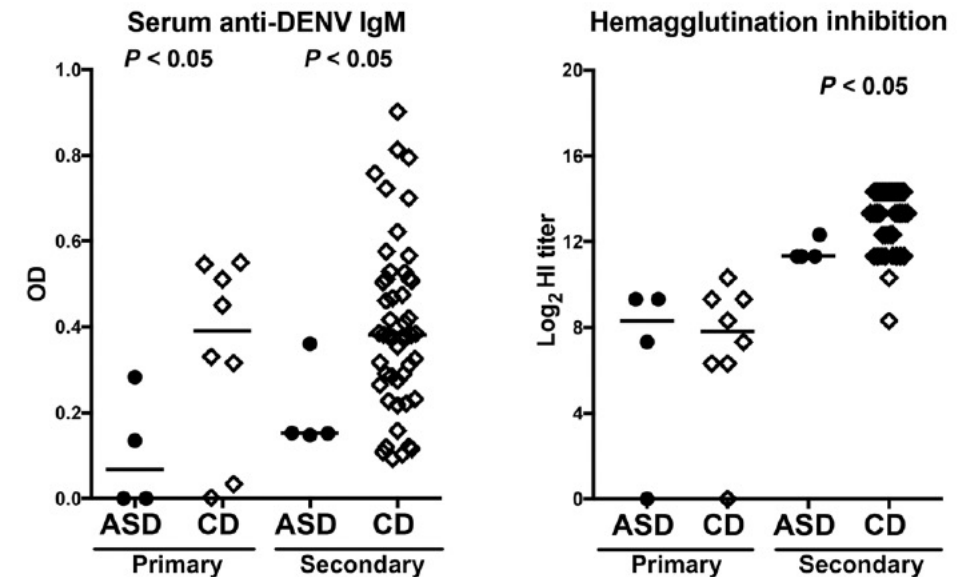 Serum anti-DENV IgM
P < 0.05 P < 0.05
1.0
0.8
0.6
0.4
0.2
0.0
OD
ASD CD ASD CD
Primary Secondary
Hemagglutination inhibition
P < 0.05
20
16
12
8
4
0
Log2 HI titer
ASD CD ASD CD
Primary Secondary